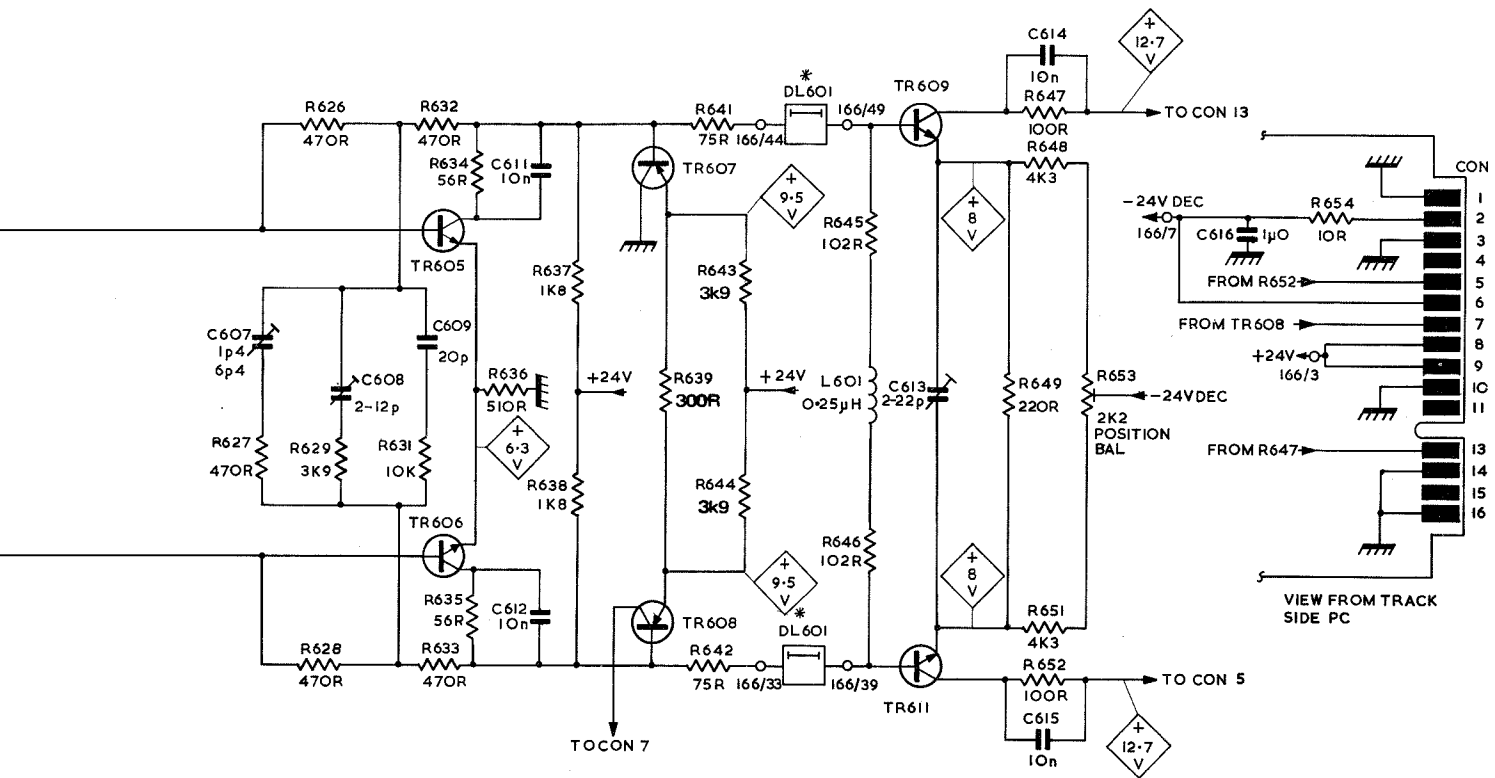 +
12·7
V
C614
10n
R647
100R
TO CON 13
*
DL601
166/49
TR609
R626
470R
R632
470R
R641
75R
166/44
R634
56R
C611
10n
TR607
+
9·5
V
R648
4K3
TR605
R637
1K8
R643
3k9
R645
102R
+
8
V
C607
1p4
6p4
C608
2-12p
C609
20p
R636
510R
+24V
R639
300R
+24V
L601
0·25µH
C613
2-22p
R649
220R
R653
2K2
POSITION
BAL
-24VDEC
R627
470R
R629
3K9
R631
10K
+
6·3
V
R638
1K8
R644
3k9
TR606
R646
102R
+
9·5
V
+
8
V
R635
56R
C612
10n
TR608
*
DL601
R651
4K3
R628
470R
R633
470R
R642
75R
166/33
166/39
TR611
R652
100R
TO CON 5
C615
10n
+
12·7
V
TOCON 7
CON
1
-24V DEC
166/7
C616
1µ0
R654
10R
2
3
4
FROM R652
5
6
FROM TR608
7
8
+24V
166/3
9
10
11
FROM R647
13
14
15
16
VIEW FROM TRACK
SIDE PC